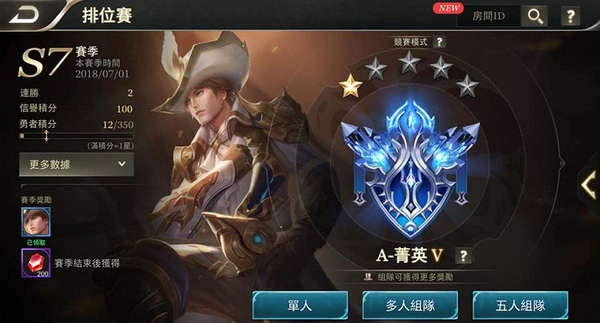 排位賽
NEW
房間ID
?
S7
賽季
本賽季時間
2018/07/01
連勝 2
信譽積分 100
勇者積分 12/350
(滿積分=1星)
更多數據
賽季獎勵
已領取
200
賽季結束後獲得
競賽模式 ?
A-菁英 V ?
組隊可獲得更多獎勵
單人
多人組隊
五人組隊